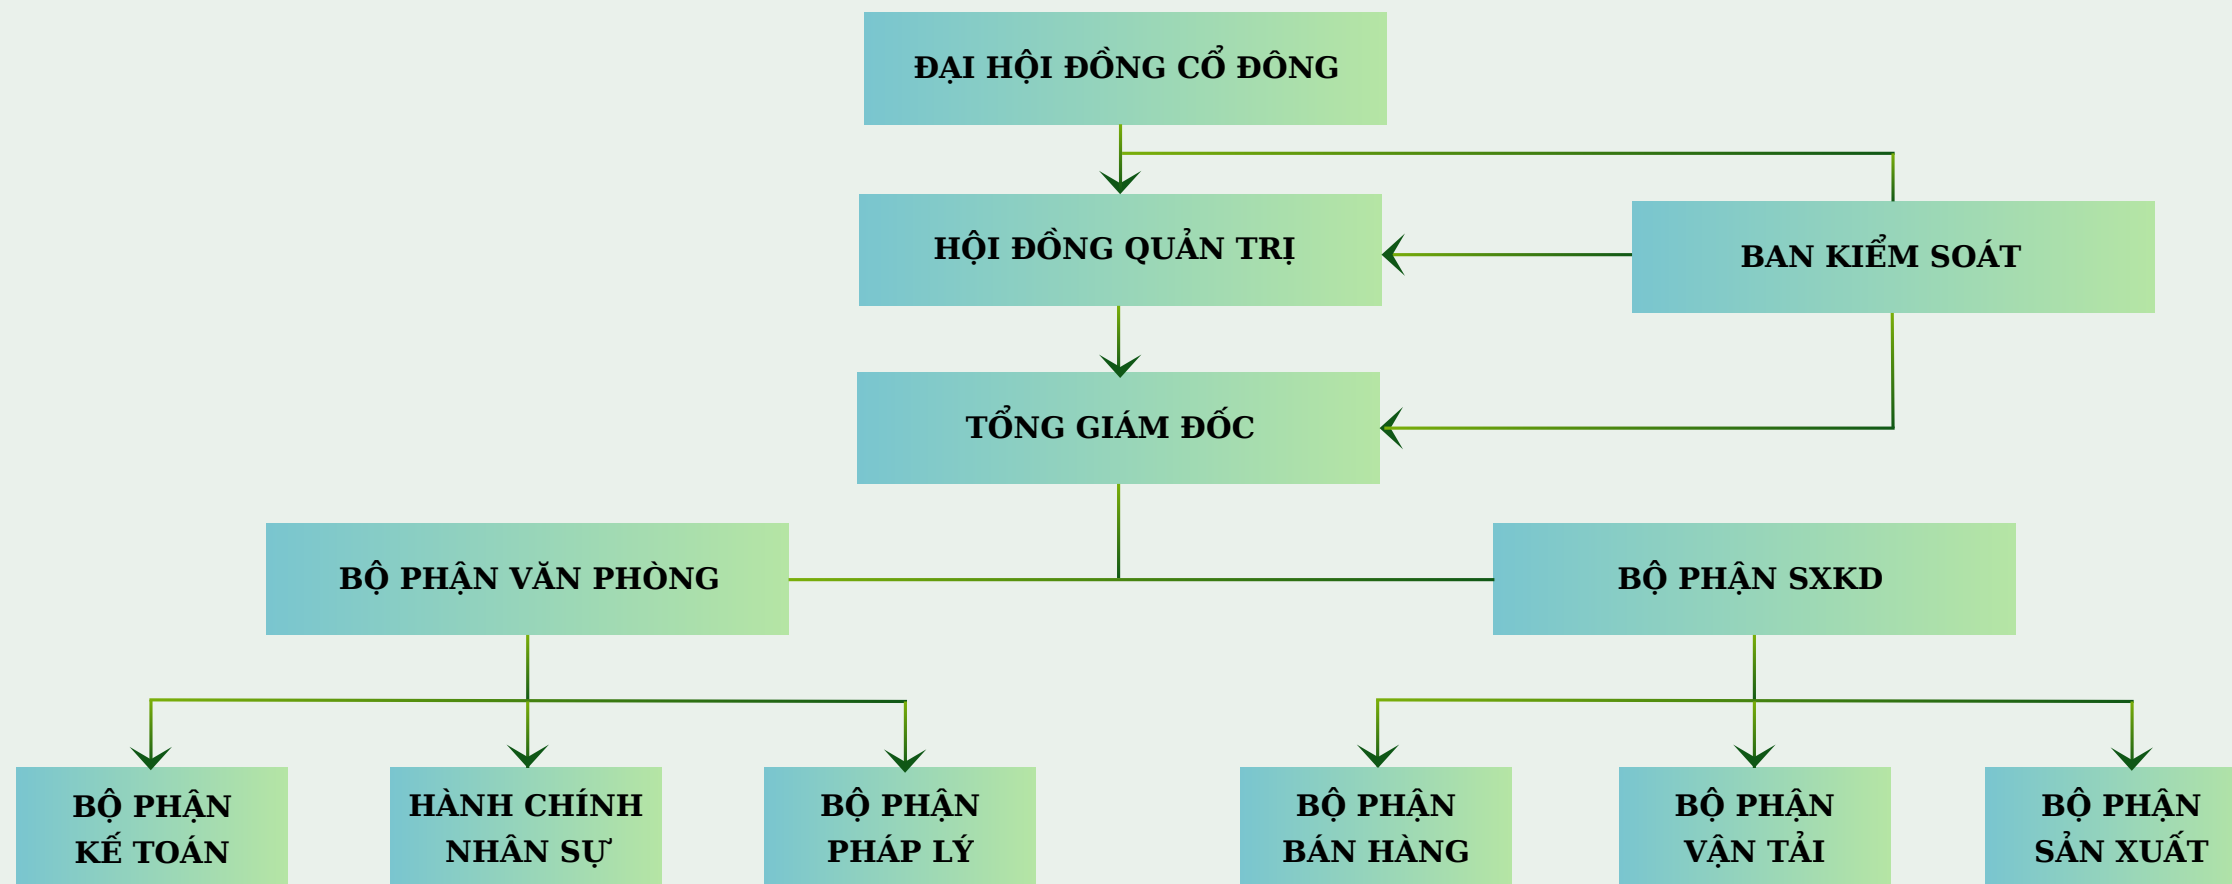 ĐẠI HỘI ĐỒNG CỔ ĐÔNG
HỘI ĐỒNG QUẢN TRỊ
BAN KIỂM SOÁT
TỔNG GIÁM ĐỐC
BỘ PHẬN VĂN PHÒNG
BỘ PHẬN SXKD
BỘ PHẬN
KẾ TOÁN
HÀNH CHÍNH
NHÂN SỰ
BỘ PHẬN
PHÁP LÝ
BỘ PHẬN
BÁN HÀNG
BỘ PHẬN
VẬN TẢI
BỘ PHẬN
SẢN XUẤT